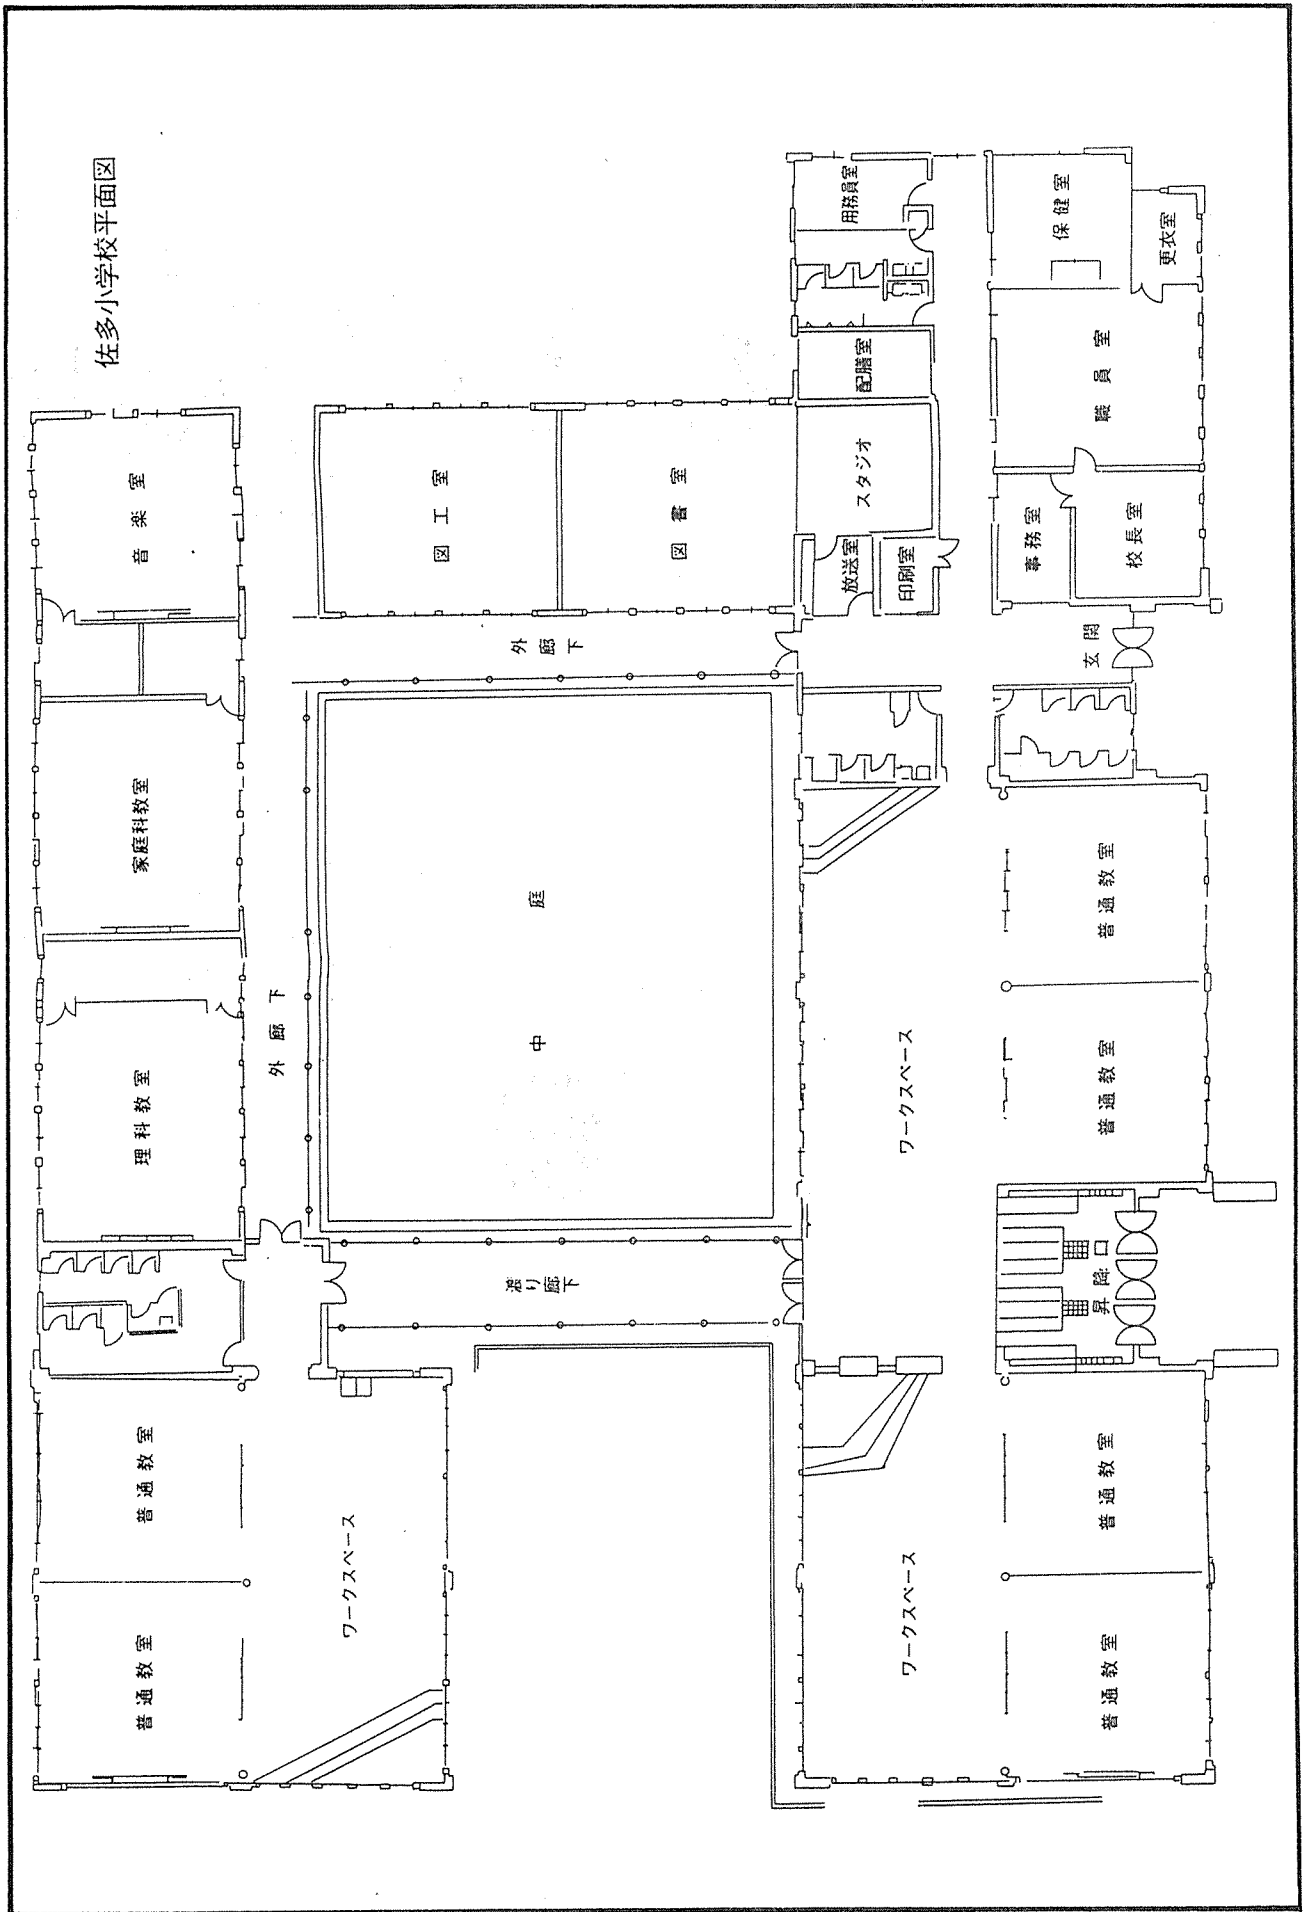 佐多小学校平面図
普通教室
普通教室
理科教室
家庭科教室
音楽室
ワークスペース
外廊下
渡り廊下
中庭
外廊下
図工室
図書室
ワークスペース
ワークスペース
放送室
印刷室
スタジオ
配膳室
用務員室
普通教室
普通教室
昇降口
普通教室
普通教室
玄関
事務室
校長室
職員室
保健室
更衣室